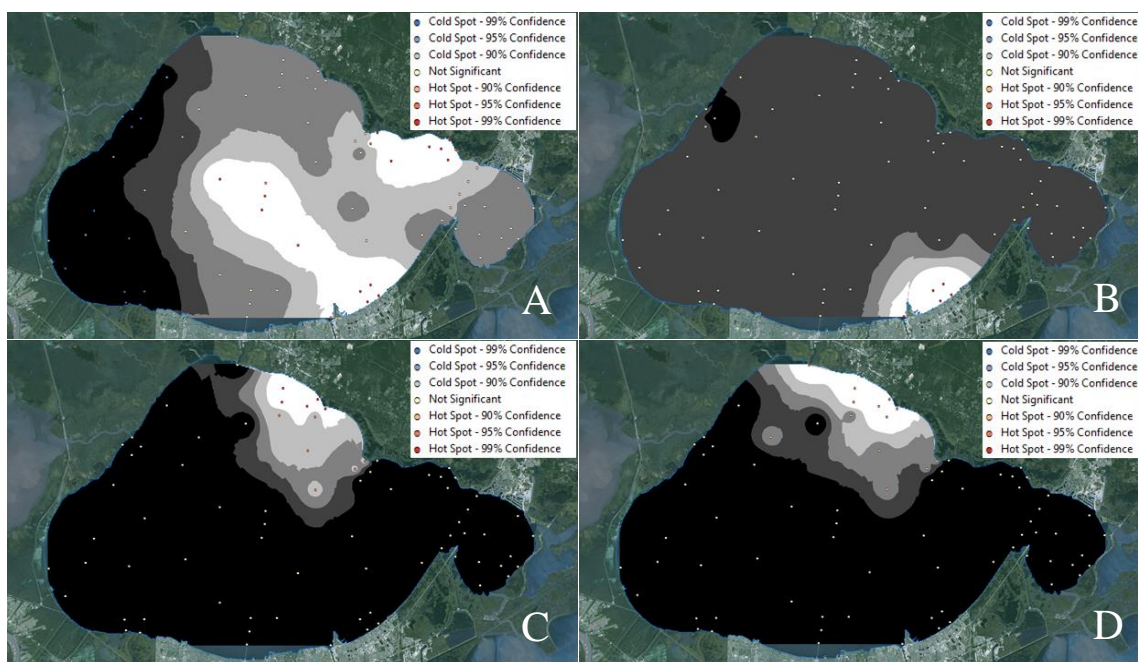 Cold Spot - 99% Confidence
Cold Spot - 95% Confidence
Cold Spot - 90% Confidence
Not Significant
Hot Spot - 90% Confidence
Hot Spot - 95% Confidence
Hot Spot - 99% Confidence
A
Cold Spot - 99% Confidence
Cold Spot - 95% Confidence
Cold Spot - 90% Confidence
Not Significant
Hot Spot - 90% Confidence
Hot Spot - 95% Confidence
Hot Spot - 99% Confidence
B
Cold Spot - 99% Confidence
Cold Spot - 95% Confidence
Cold Spot - 90% Confidence
Not Significant
Hot Spot - 90% Confidence
Hot Spot - 95% Confidence
Hot Spot - 99% Confidence
C
Cold Spot - 99% Confidence
Cold Spot - 95% Confidence
Cold Spot - 90% Confidence
Not Significant
Hot Spot - 90% Confidence
Hot Spot - 95% Confidence
Hot Spot - 99% Confidence
D